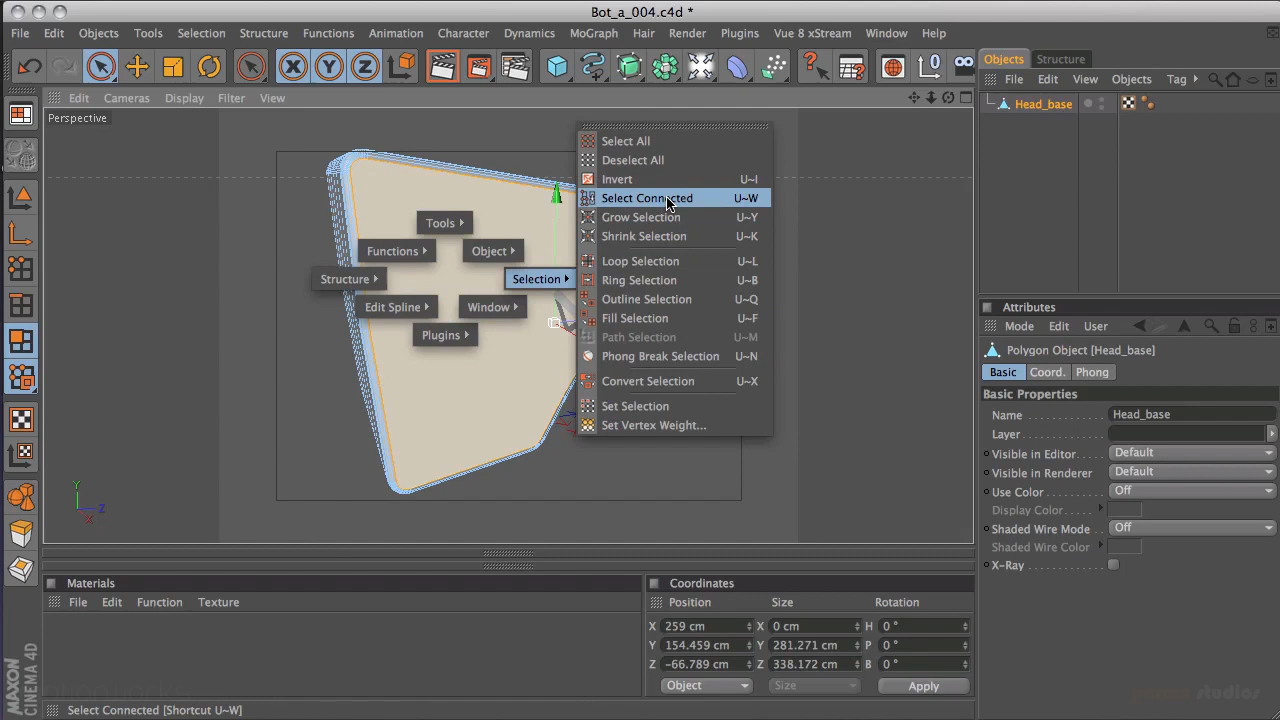 Bot_a_004.c4d *
File Edit Objects Tools Selection Structure Functions Animation Character Dynamics MoGraph Hair Render Plugins Vue 8 xStream Window Help
Objects Structure
File Edit View Objects Tag
Head_base
Edit Cameras Display Filter View
Perspective
Tools
Functions Object
Structure Selection
Edit Spline Window
Plugins
Select All
Deselect All
Invert U~I
Select Connected U~W
Grow Selection U~Y
Shrink Selection U~K
Loop Selection U~L
Ring Selection U~B
Outline Selection U~Q
Fill Selection U~F
Path Selection U~M
Phong Break Selection U~N
Convert Selection U~X
Set Selection
Set Vertex Weight...
Y
Z
X
Attributes
Mode Edit User
Polygon Object [Head_base]
Basic Coord. Phong
Basic Properties
Name Head_base
Layer
Visible in Editor Default
Visible in Renderer Default
Use Color Off
Display Color
Shaded Wire Mode Off
Shaded Wire Color
X-Ray
Materials
File Edit Function Texture
Coordinates
Position Size Rotation
X 259 cm X 0 cm H 0 °
Y 154.459 cm Y 281.271 cm P 0 °
Z -66.789 cm Z 338.172 cm B 0 °
Object Size Apply
MAXON
CINEMA 4D
Select Connected [Shortcut U~W]